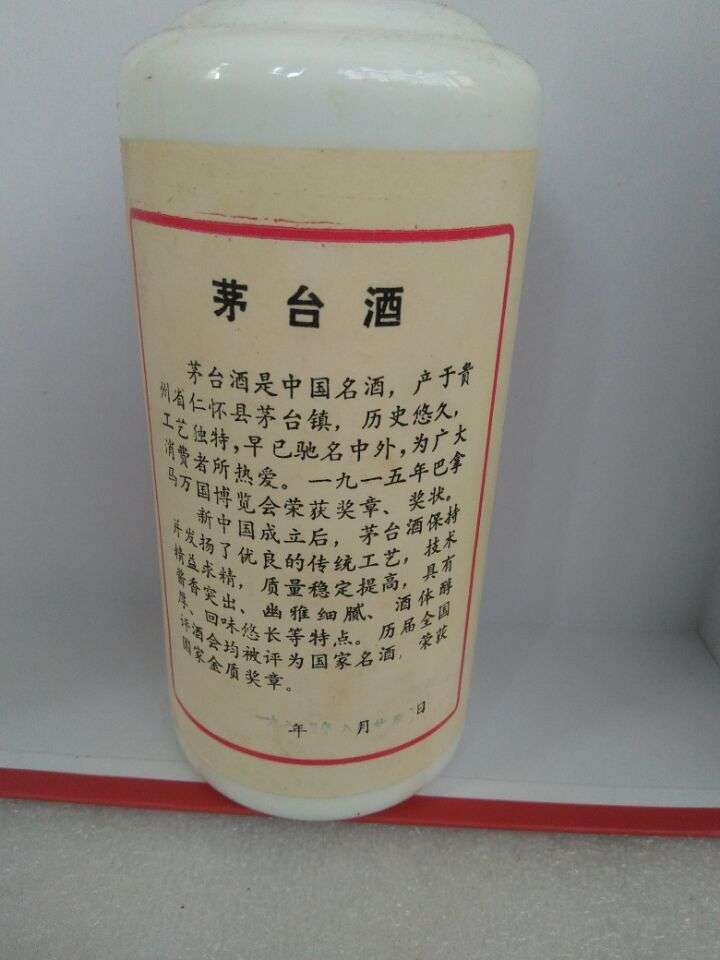 茅台酒
茅台酒是中国名酒，产于贵
州省仁怀县茅台镇，历史悠久，
工艺独特，早已驰名中外，为广大
消费者所热爱。一九一五年巴拿
马万国博览会荣获奖章、奖状。
新中国成立后，茅台酒保持
并发扬了优良的传统工艺，技术
精益求精，质量稳定提高，具有
酱香突出、幽雅细腻、酒体醇
厚、回味悠长等特点。历届全国
评酒会均被评为国家名酒，荣获
国家金质奖章。
年 月 日